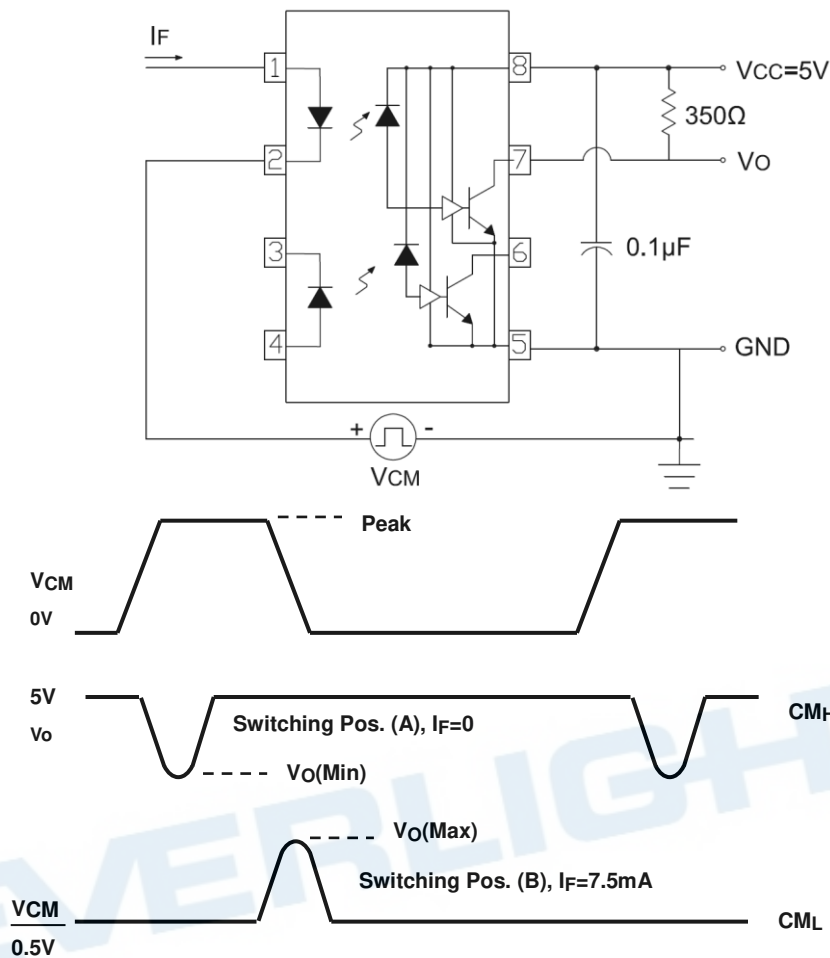 IF
1
8
VCC=5V
350Ω
2
7
VO
3
6
0.1µF
4
5
GND
+
-
VCM
Peak
VCM
0V
5V
Vo
Switching Pos. (A), IF=0
CMH
VO(Min)
VO(Max)
Switching Pos. (B), IF=7.5mA
VCM
0.5V
CML
EVERLIGH